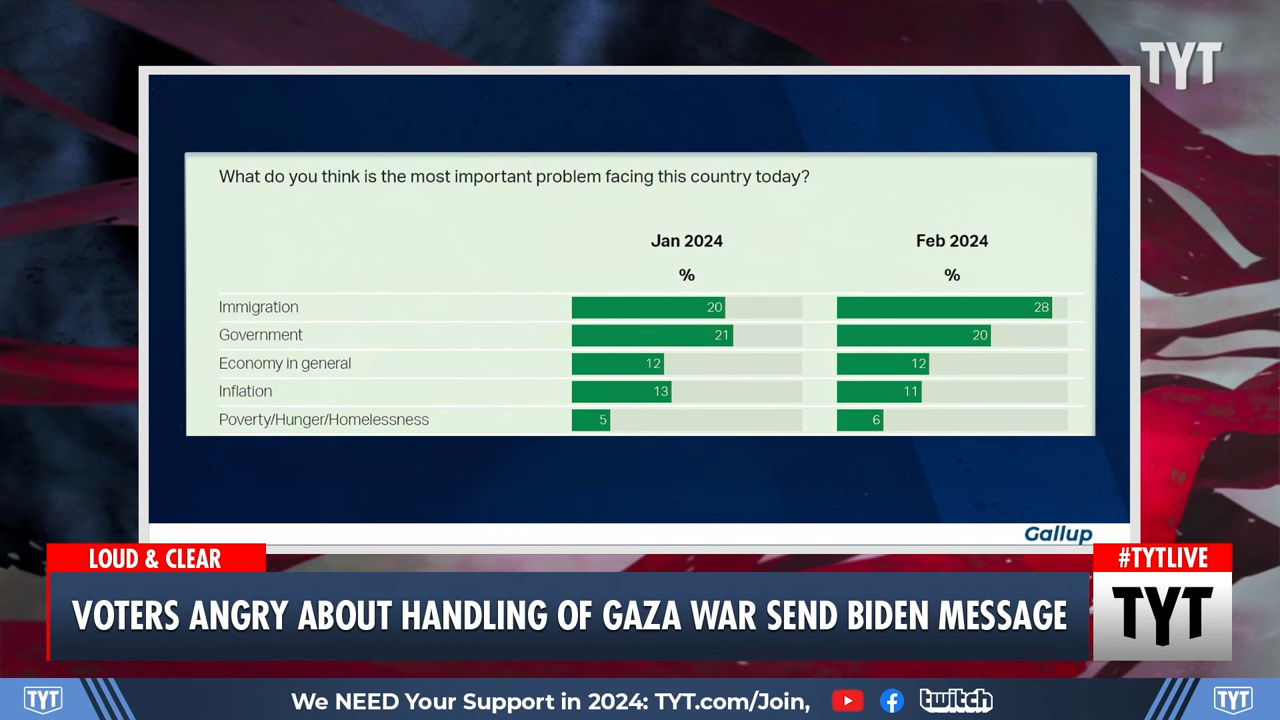 TYT
What do you think is the most important problem facing this country today?
Jan 2024 Feb 2024
% %
Immigration 20 28
Government 21 20
Economy in general 12 12
Inflation 13 11
Poverty/Hunger/Homelessness 5 6
Gallup
LOUD & CLEAR
#TYTLIVE
VOTERS ANGRY ABOUT HANDLING OF GAZA WAR SEND BIDEN MESSAGE
TYT
TYT
We NEED Your Support in 2024: TYT.com/Join,
twitch
TYT